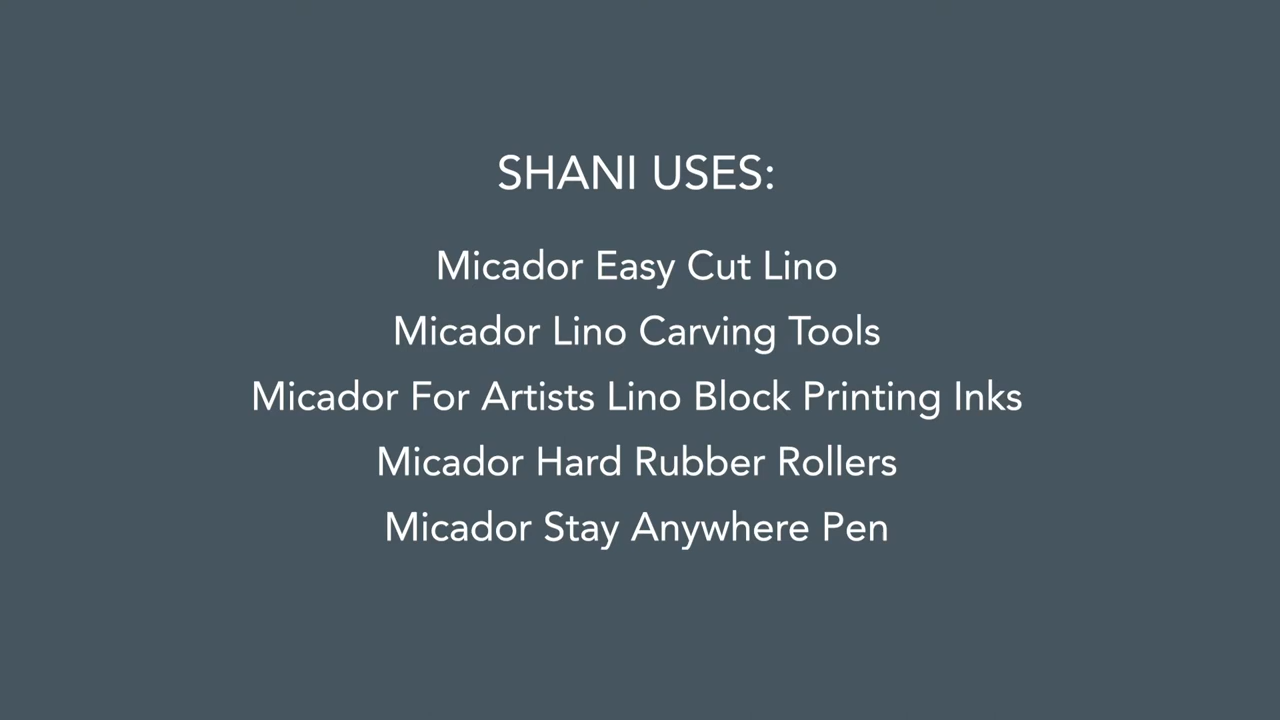 SHANI USES:
Micador Easy Cut Lino
Micador Lino Carving Tools
Micador For Artists Lino Block Printing Inks
Micador Hard Rubber Rollers
Micador Stay Anywhere Pen